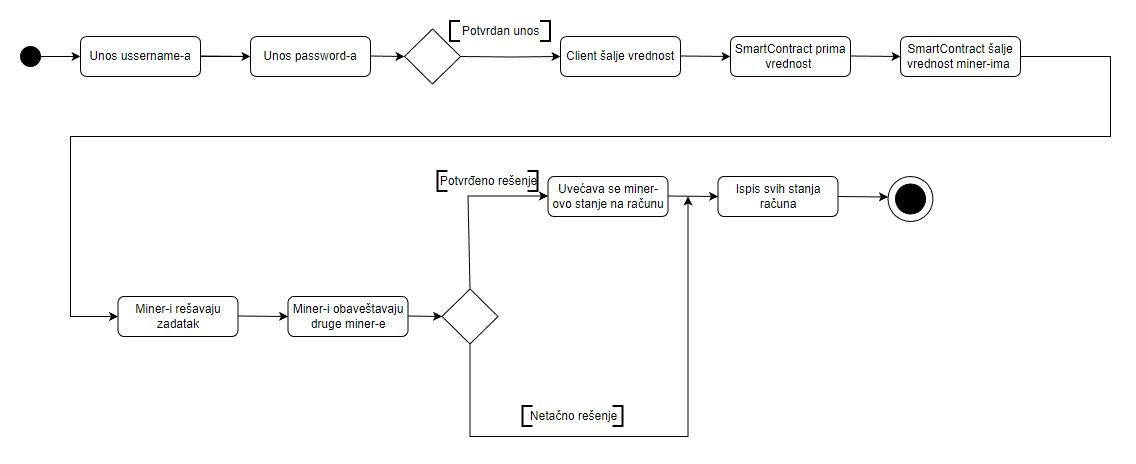 Unos ussername-a
Unos password-a
[Potvrdan unos]
Client šalje vrednost
SmartContract prima
vrednost
SmartContract šalje
vrednost miner-ima
[Potvrđeno rešenje]
Uvećava se miner-
ovo stanje na računu
Ispis svih stanja
računa
Miner-i rešavaju
zadatak
Miner-i obaveštavaju
druge miner-e
[Netačno rešenje]